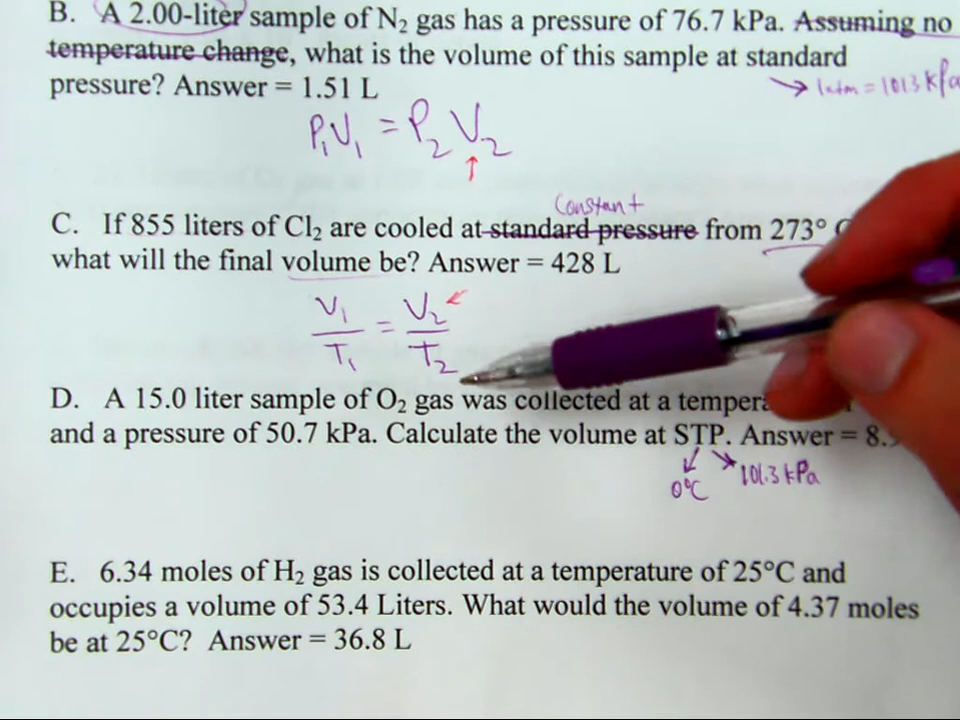 B. A 2.00-liter sample of N₂ gas has a pressure of 76.7 kPa. Assuming no
temperature change, what is the volume of this sample at standard
pressure? Answer = 1.51 L
1atm = 101.3 kPa
P₁V₁ = P₂V₂
constant
C. If 855 liters of Cl₂ are cooled at standard pressure from 273°
what will the final volume be? Answer = 428 L
V₁/T₁ = V₂/T₂
D. A 15.0 liter sample of O₂ gas was collected at a
and a pressure of 50.7 kPa. Calculate the volume at STP. Answer =
0°C 101.3 kPa
E. 6.34 moles of H₂ gas is collected at a temperature of 25°C and
occupies a volume of 53.4 Liters. What would the volume of 4.37 moles
be at 25°C? Answer = 36.8 L